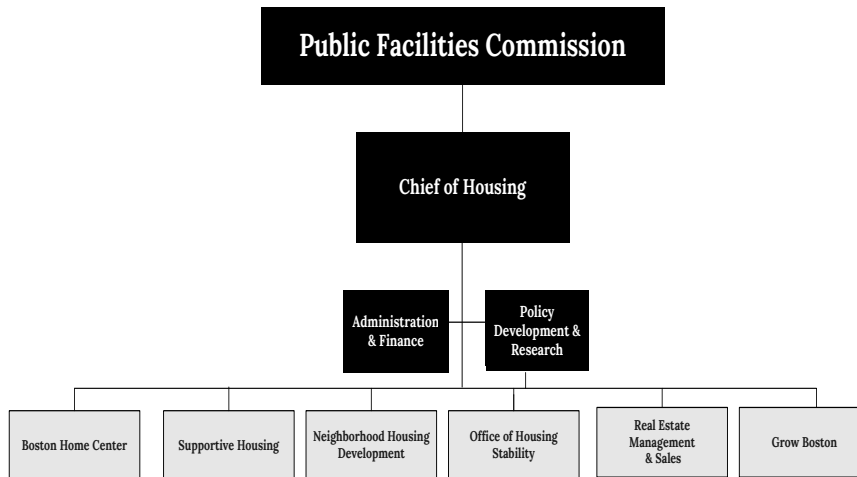 Public Facilities Commission
Chief of Housing
Administration
& Finance
Policy
Development &
Research
Boston Home Center
Supportive Housing
Neighborhood Housing
Development
Office of Housing
Stability
Real Estate
Management
& Sales
Grow Boston